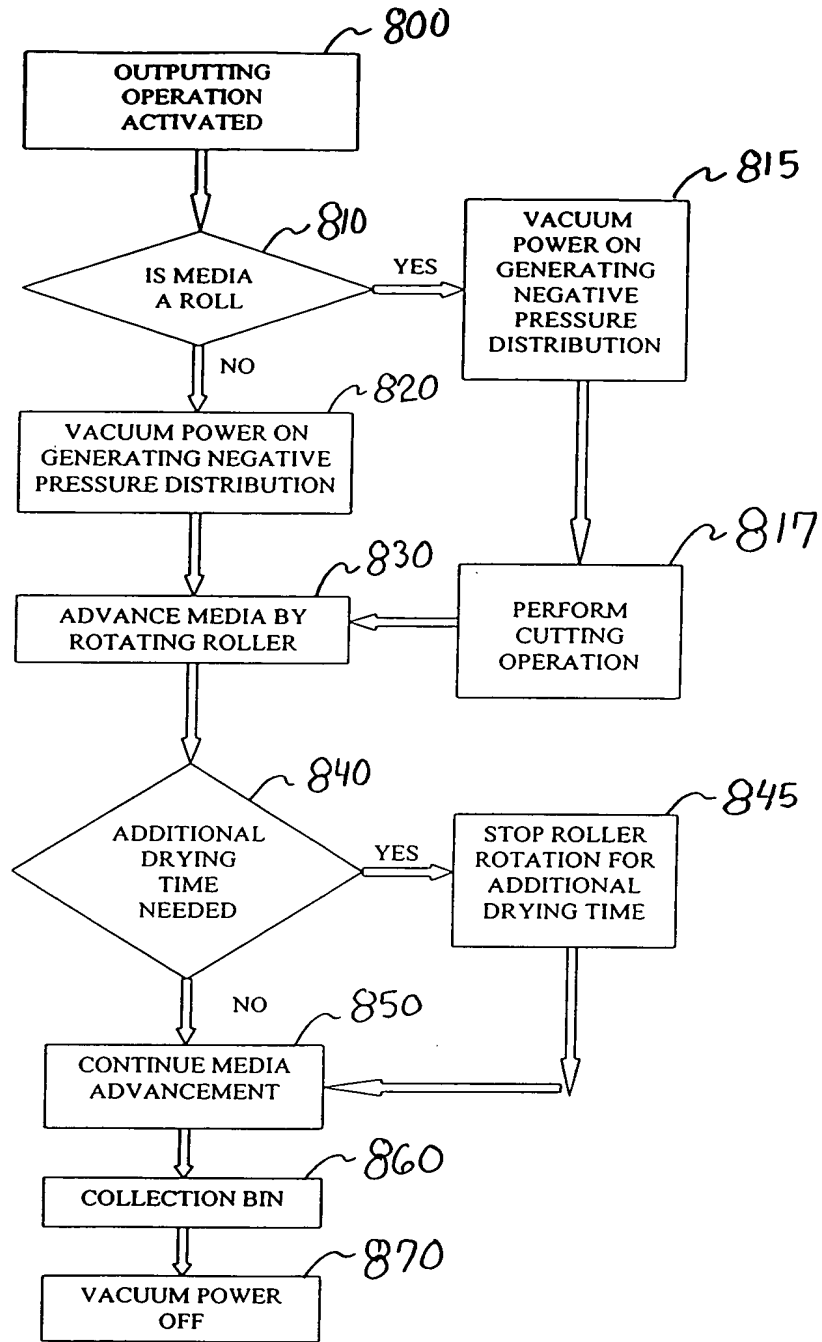 800
OUTPUTTING
OPERATION
ACTIVATED
810
IS MEDIA
A ROLL
YES
NO
815
VACUUM
POWER ON
GENERATING
NEGATIVE
PRESSURE
DISTRIBUTION
820
VACUUM POWER ON
GENERATING NEGATIVE
PRESSURE DISTRIBUTION
817
PERFORM
CUTTING
OPERATION
830
ADVANCE MEDIA BY
ROTATING ROLLER
840
ADDITIONAL
DRYING
TIME
NEEDED
YES
NO
845
STOP ROLLER
ROTATION FOR
ADDITIONAL
DRYING TIME
850
CONTINUE MEDIA
ADVANCEMENT
860
COLLECTION BIN
870
VACUUM POWER
OFF